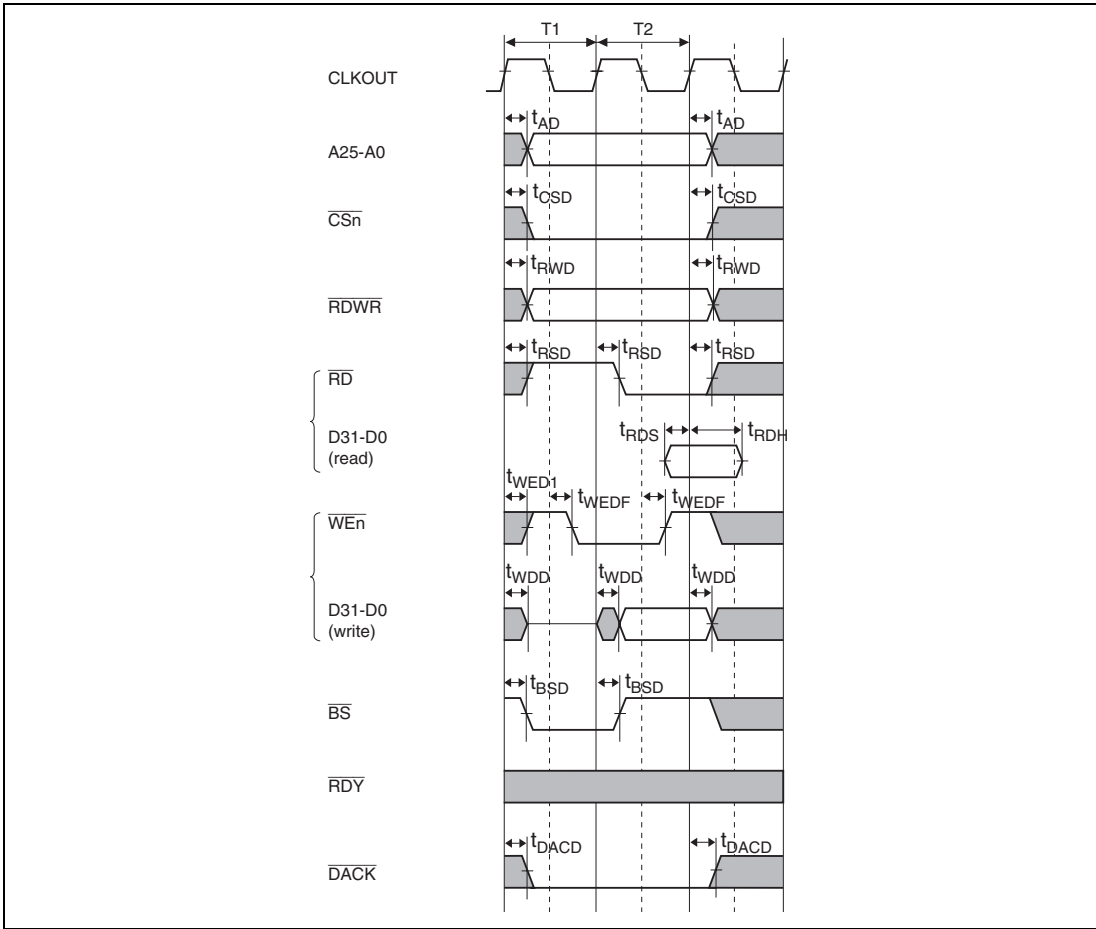 T1 T2
CLKOUT
tAD tAD
A25-A0
tCSD tCSD
CSn
tRWD tRWD
RDWR
tRSD tRSD tRSD
RD
tRDS tRDH
D31-D0
(read)
tWED1 tWEDF tWEDF
WEn
tWDD tWDD tWDD
D31-D0
(write)
tBSD tBSD
BS
RDY
tDACD tDACD
DACK